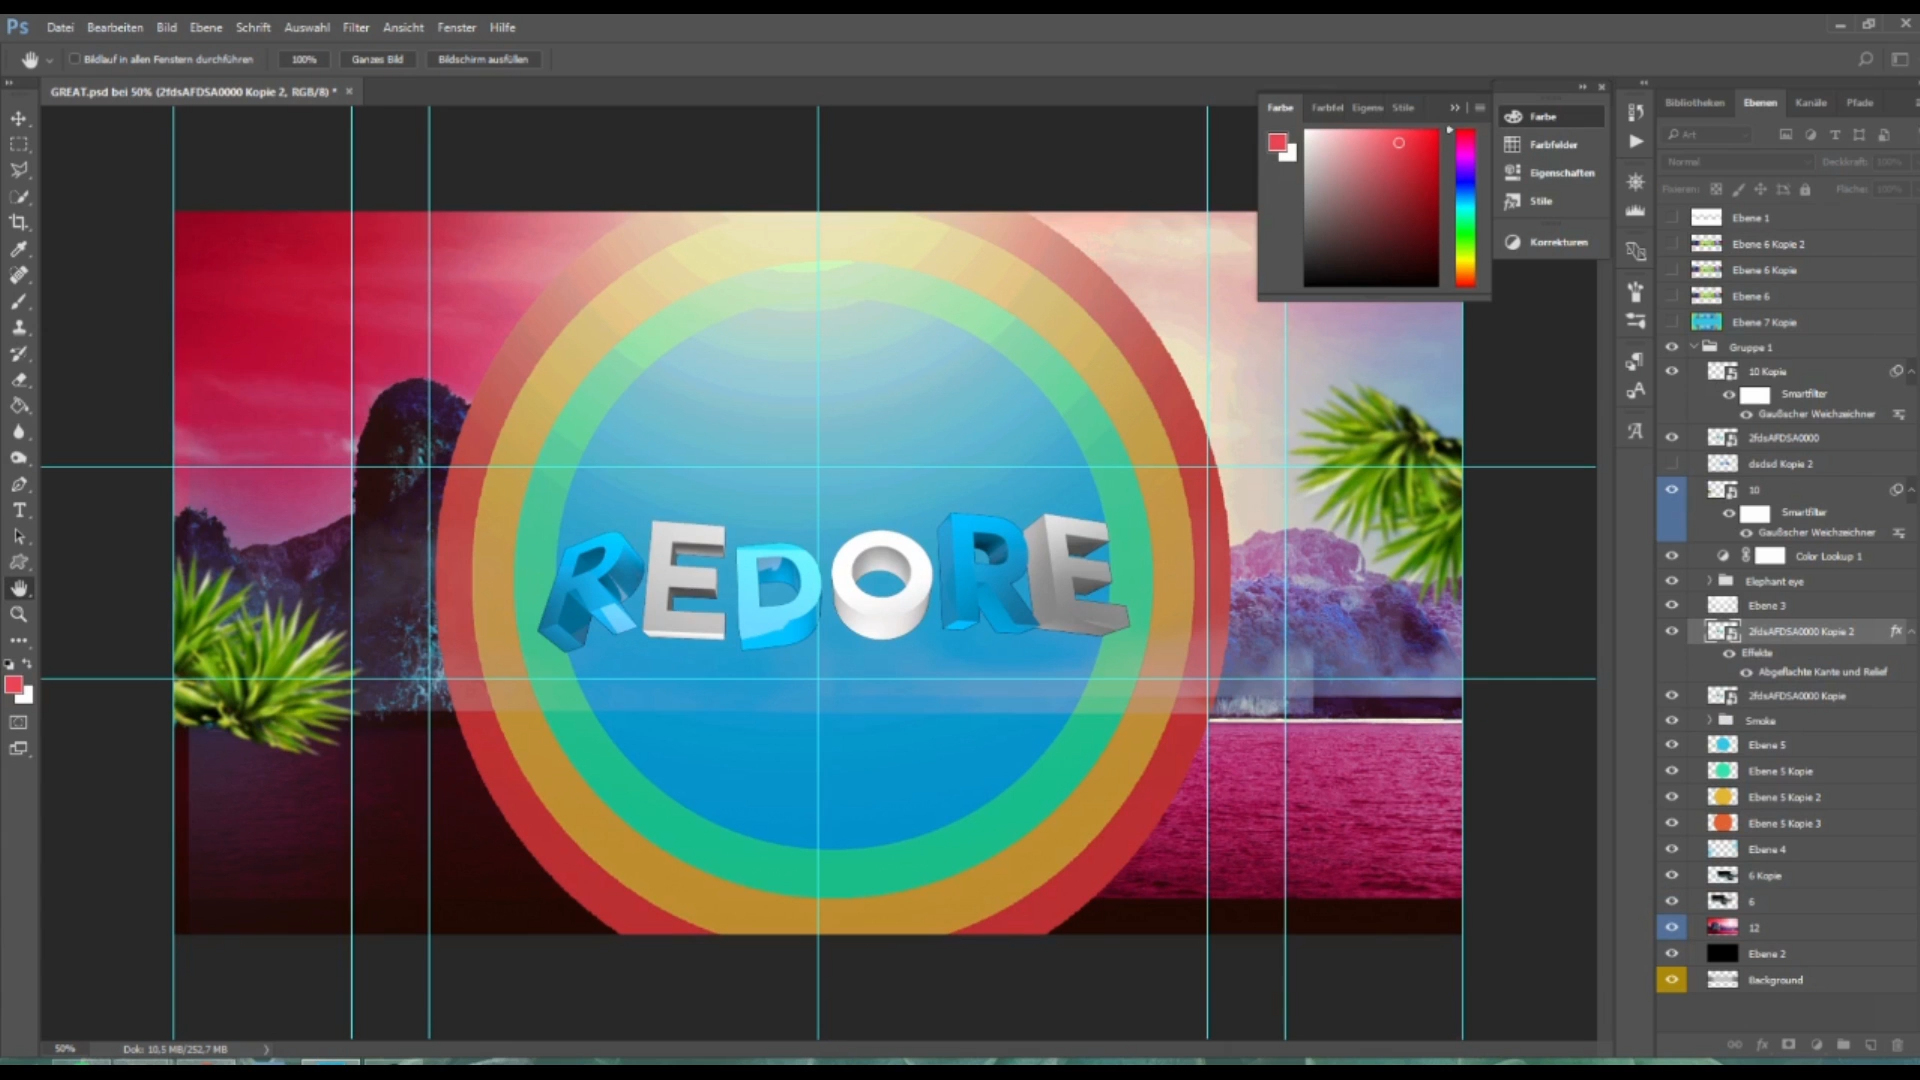 Ps Datei Bearbeiten Bild Ebene Schrift Auswahl Filter Ansicht Fenster Hilfe
Bildlauf in allen Fenstern durchführen 100% Ganzes Bild Bildschirm ausfüllen
GREAT.psd bei 50% (2fdsAFDSA0000 Kopie 2, RGB/8) * ×
Farbe Farbfel Eigens Stile
Farbe
Farbfelder
Eigenschaften
Stile
Korrekturen
Bibliotheken Ebenen Kanäle Pfade
Art
Normal Deckkraft: 100%
Fixieren: Fläche: 100%
Ebene 1
Ebene 6 Kopie 2
Ebene 6 Kopie
Ebene 6
Ebene 7 Kopie
Gruppe 1
10 Kopie
Smartfilter
Gaußscher Weichzeichner
2fdsAFDSA0000
dsdsd Kopie 2
10
Smartfilter
Gaußscher Weichzeichner
Color Lookup 1
Elephant eye
Ebene 3
2fdsAFDSA0000 Kopie 2 fx
Effekte
Abgeflachte Kante und Relief
2fdsAFDSA0000 Kopie
Smoke
Ebene 5
Ebene 5 Kopie
Ebene 5 Kopie 2
Ebene 5 Kopie 3
Ebene 4
6 Kopie
6
12
Ebene 2
Background
REDORE
50% Dok: 10,5 MB/252,7 MB